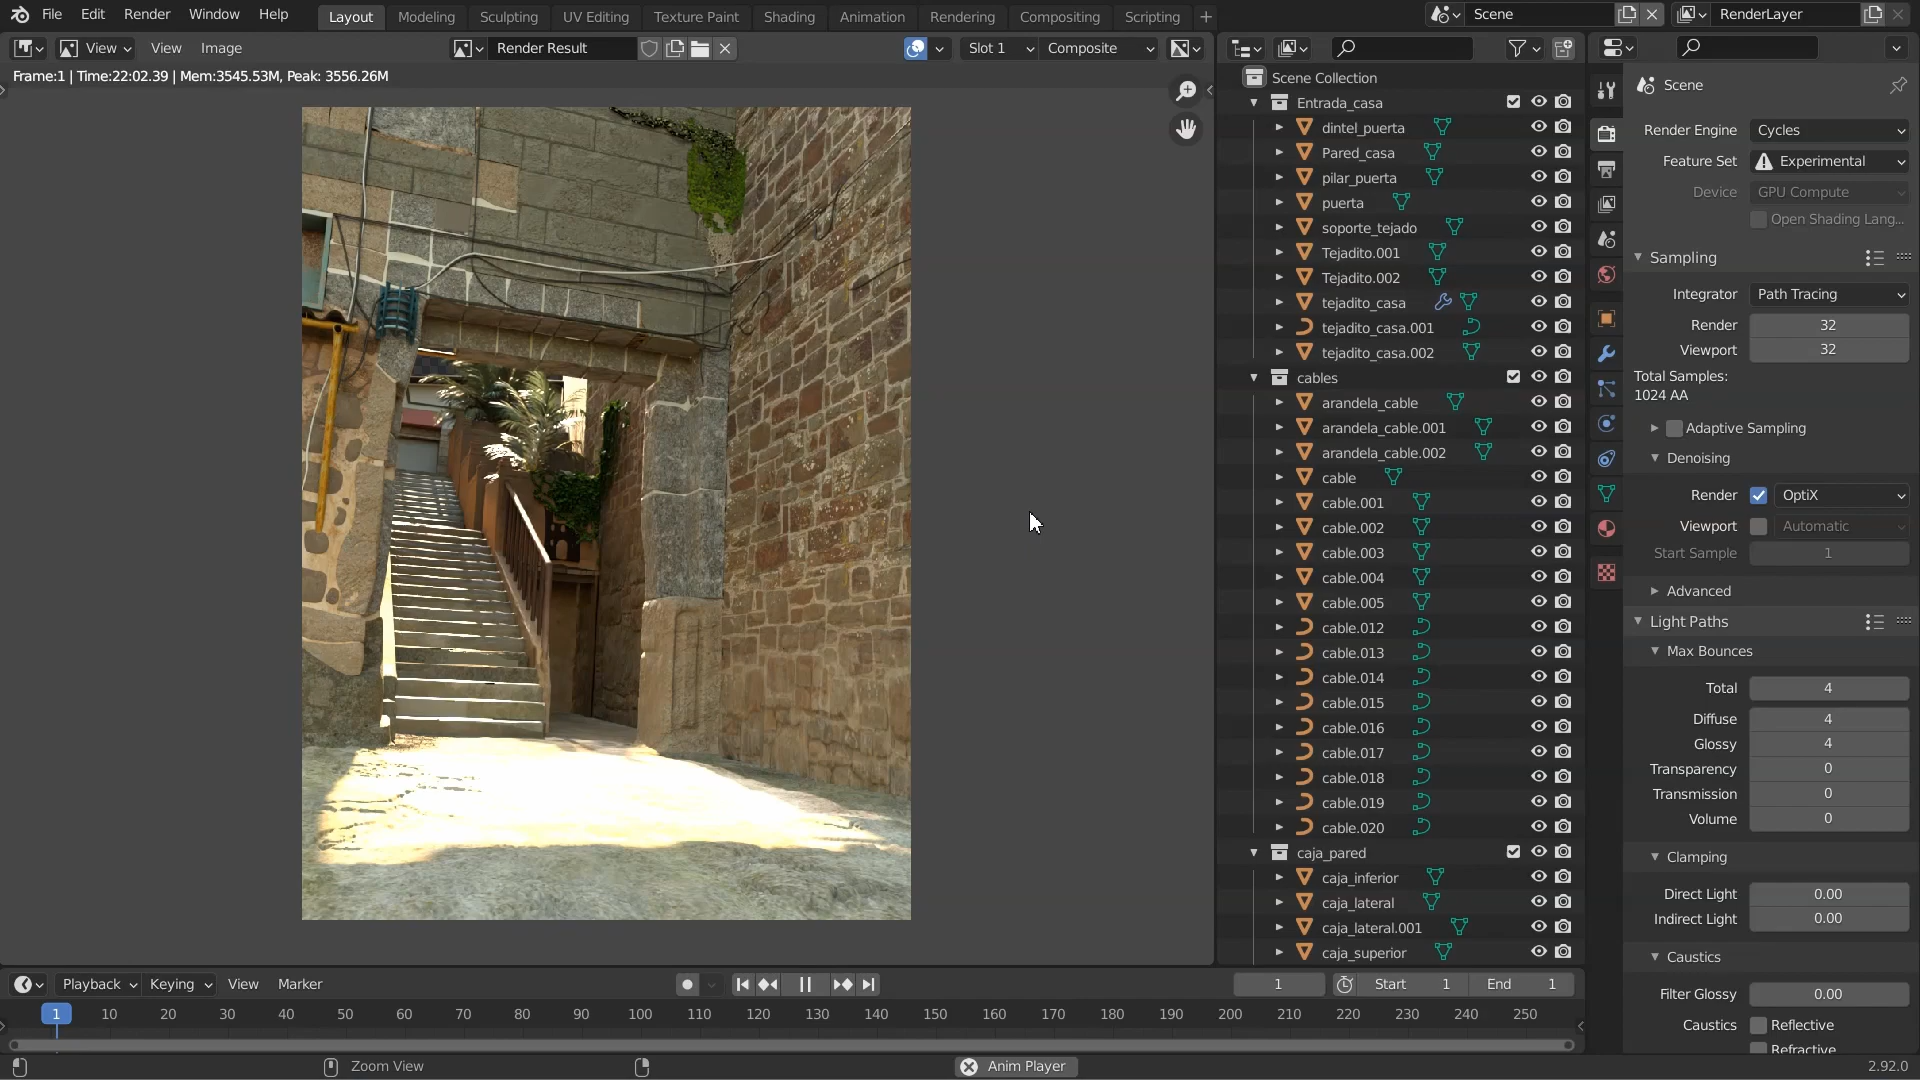 File Edit Render Window Help Layout Modeling Sculpting UV Editing Texture Paint Shading Animation Rendering Compositing Scripting + Scene RenderLayer
View View Image Render Result Slot 1 Composite
Frame:1 | Time:22:02.39 | Mem:3545.53M, Peak: 3556.26M
Scene Collection
Entrada_casa
dintel_puerta
Pared_casa
pilar_puerta
puerta
soporte_tejado
Tejadito.001
Tejadito.002
tejadito_casa
tejadito_casa.001
tejadito_casa.002
cables
arandela_cable
arandela_cable.001
arandela_cable.002
cable
cable.001
cable.002
cable.003
cable.004
cable.005
cable.012
cable.013
cable.014
cable.015
cable.016
cable.017
cable.018
cable.019
cable.020
caja_pared
caja_inferior
caja_lateral
caja_lateral.001
caja_superior
Scene
Render Engine Cycles
Feature Set Experimental
Device GPU Compute
Open Shading Lang...
Sampling
Integrator Path Tracing
Render 32
Viewport 32
Total Samples:
1024 AA
Adaptive Sampling
Denoising
Render OptiX
Viewport Automatic
Start Sample 1
Advanced
Light Paths
Max Bounces
Total 4
Diffuse 4
Glossy 4
Transparency 0
Transmission 0
Volume 0
Clamping
Direct Light 0.00
Indirect Light 0.00
Caustics
Filter Glossy 0.00
Caustics Reflective
Refractive
Playback Keying View Marker 1 Start 1 End 1
1 10 20 30 40 50 60 70 80 90 100 110 120 130 140 150 160 170 180 190 200 210 220 230 240 250
Zoom View Anim Player 2.92.0